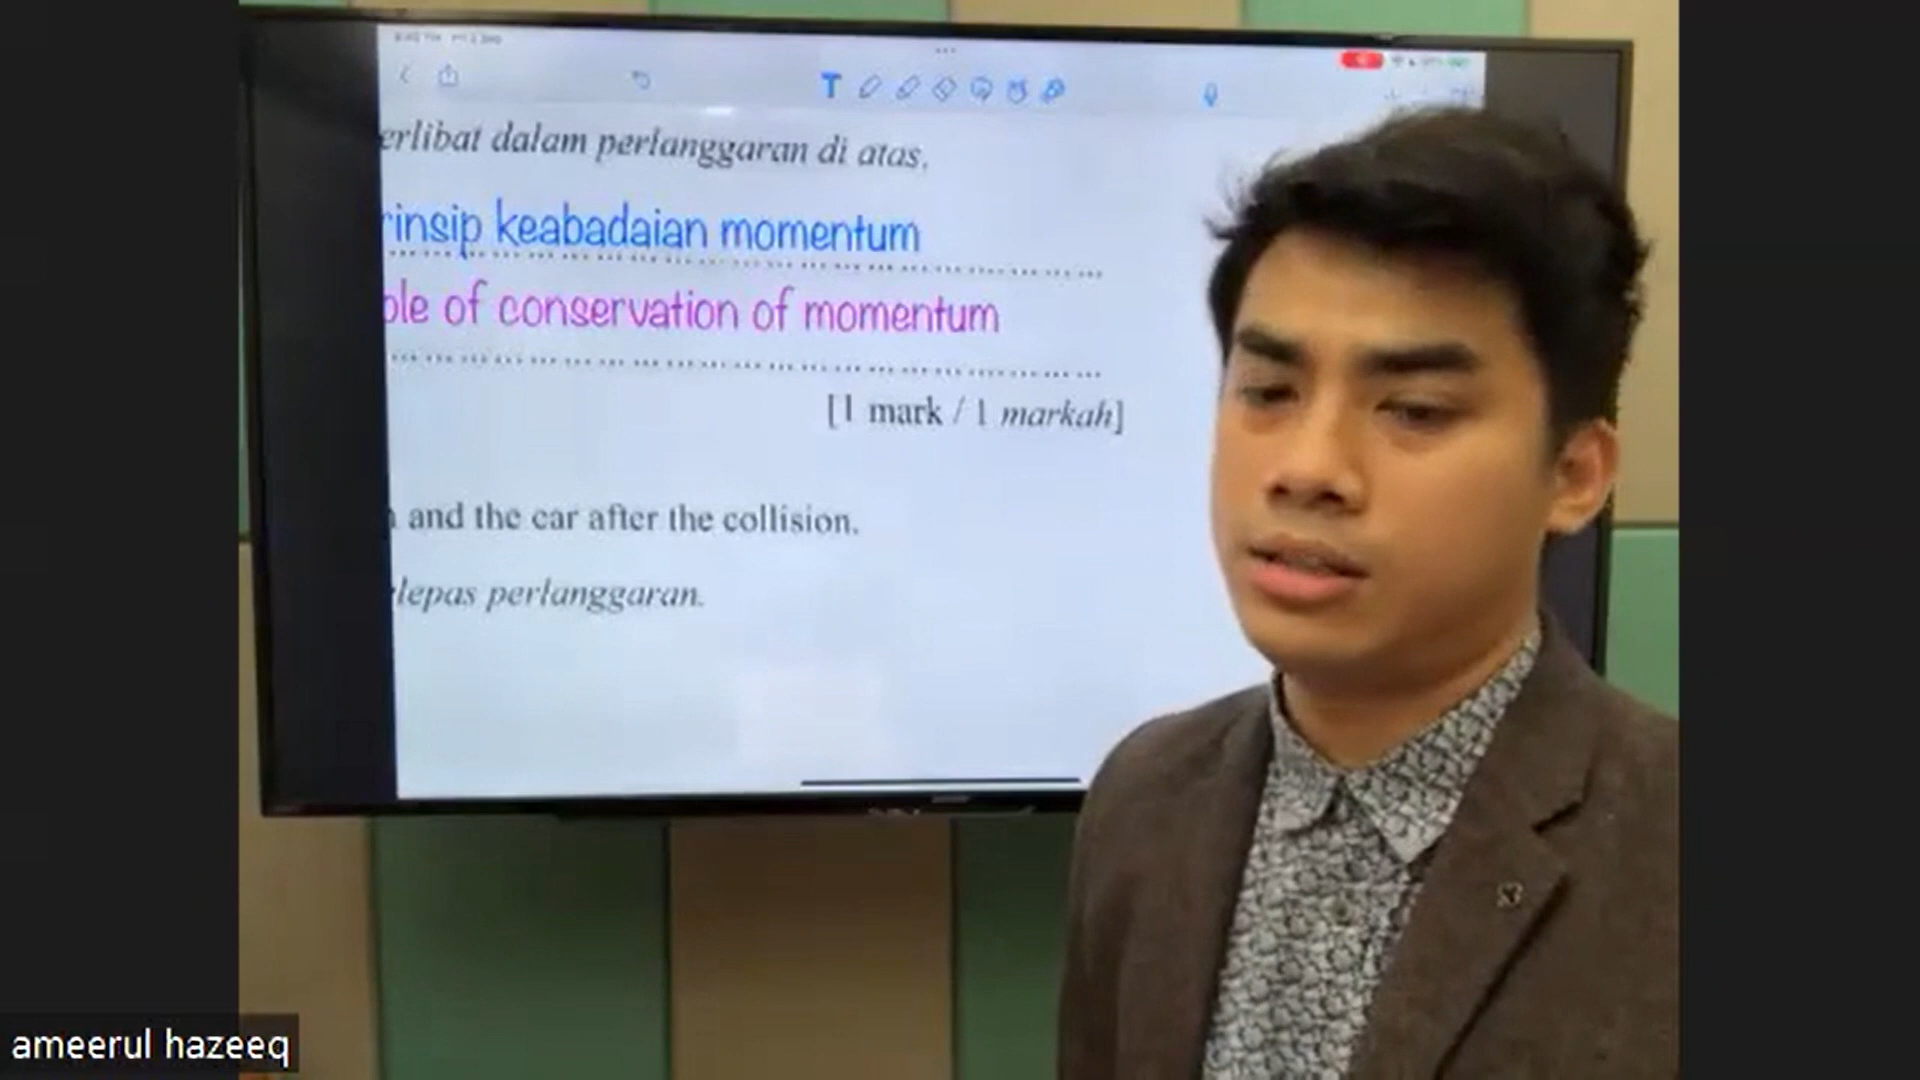 erlibat dalam perlanggaran di atas.
rinsip keabadaian momentum
ple of conservation of momentum
[1 mark / 1 markah]
and the car after the collision.
lepas perlanggaran.
ameerul hazeeq